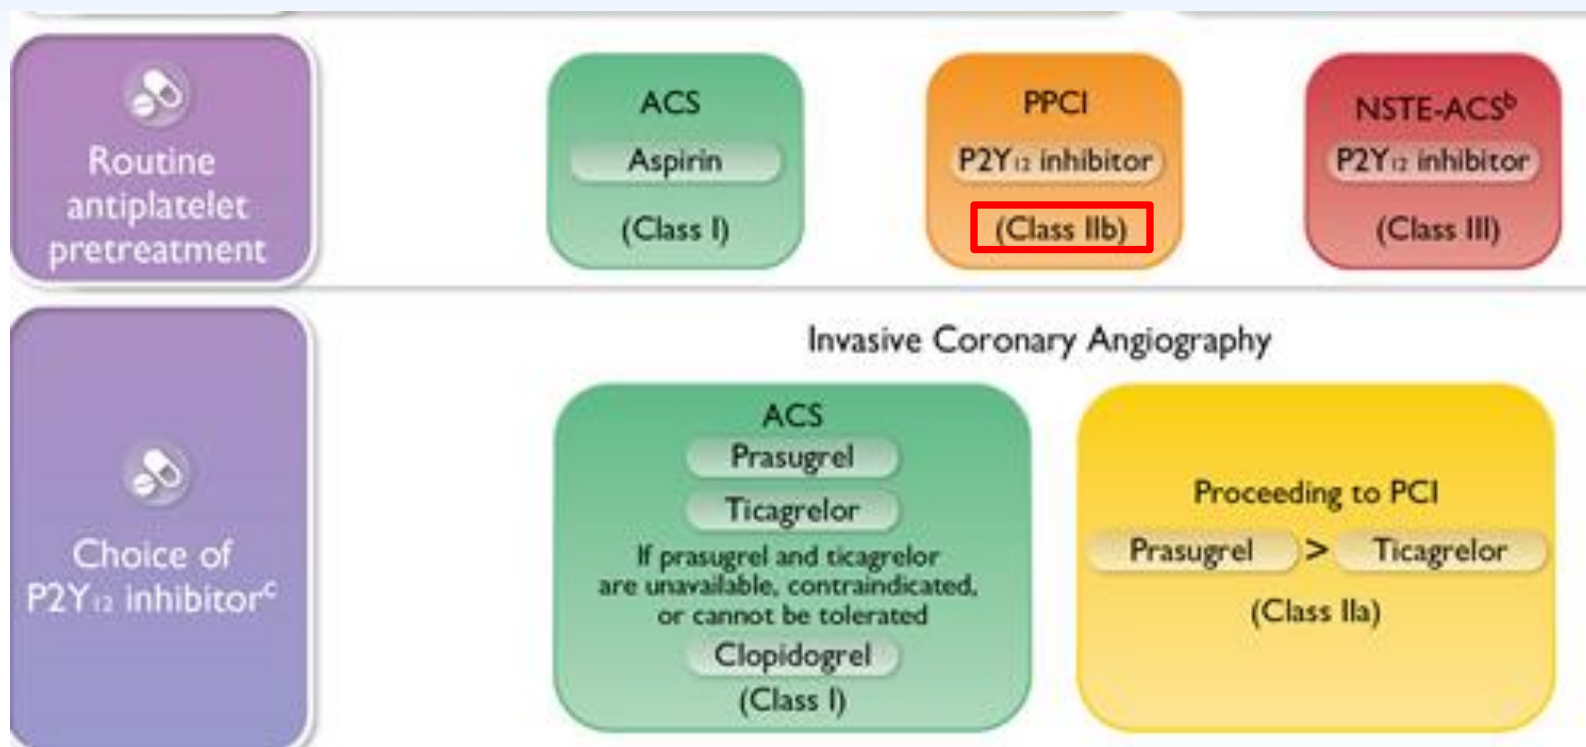 Routine
antiplatelet
pretreatment
ACS
Aspirin
(Class I)
PPCI
P2Y₁₂ inhibitor
(Class IIb)
NSTE-ACSᵇ
P2Y₁₂ inhibitor
(Class III)
Invasive Coronary Angiography
Choice of
P2Y₁₂ inhibitorᶜ
ACS
Prasugrel
Ticagrelor
If prasugrel and ticagrelor
are unavailable, contraindicated,
or cannot be tolerated
Clopidogrel
(Class I)
Proceeding to PCI
Prasugrel > Ticagrelor
(Class IIa)